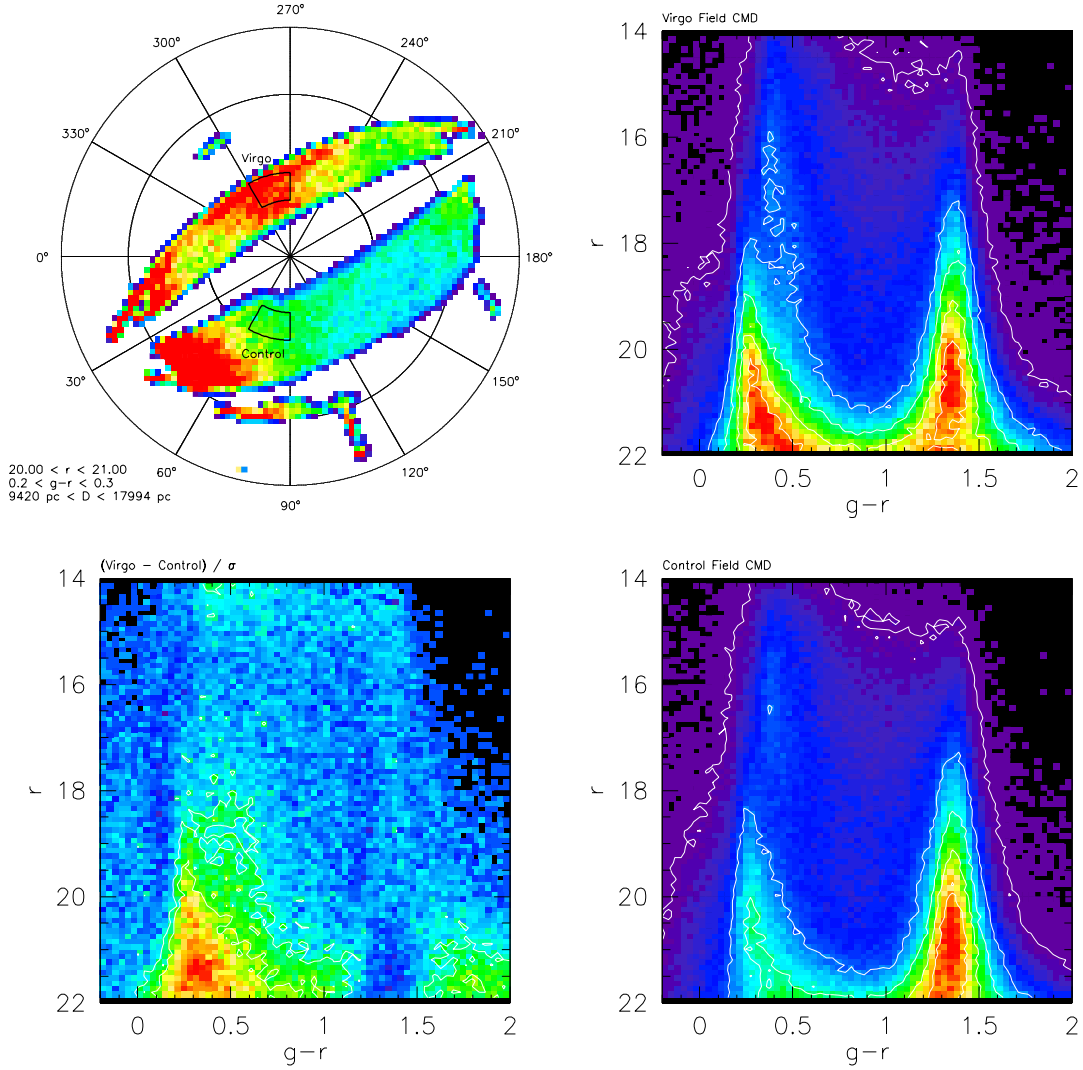 270°
300°
240°
330°
210°
Virgo
0°
180°
Control
30°
150°
60°
120°
90°
20.00 < r < 21.00
0.2 < g-r < 0.3
9420 pc < D < 17994 pc
Virgo Field CMD
14
16
18
20
22
r
0 0.5 1 1.5 2
g-r
(Virgo - Control) / σ
14
16
18
20
22
r
0 0.5 1 1.5 2
g-r
Control Field CMD
14
16
18
20
22
r
0 0.5 1 1.5 2
g-r